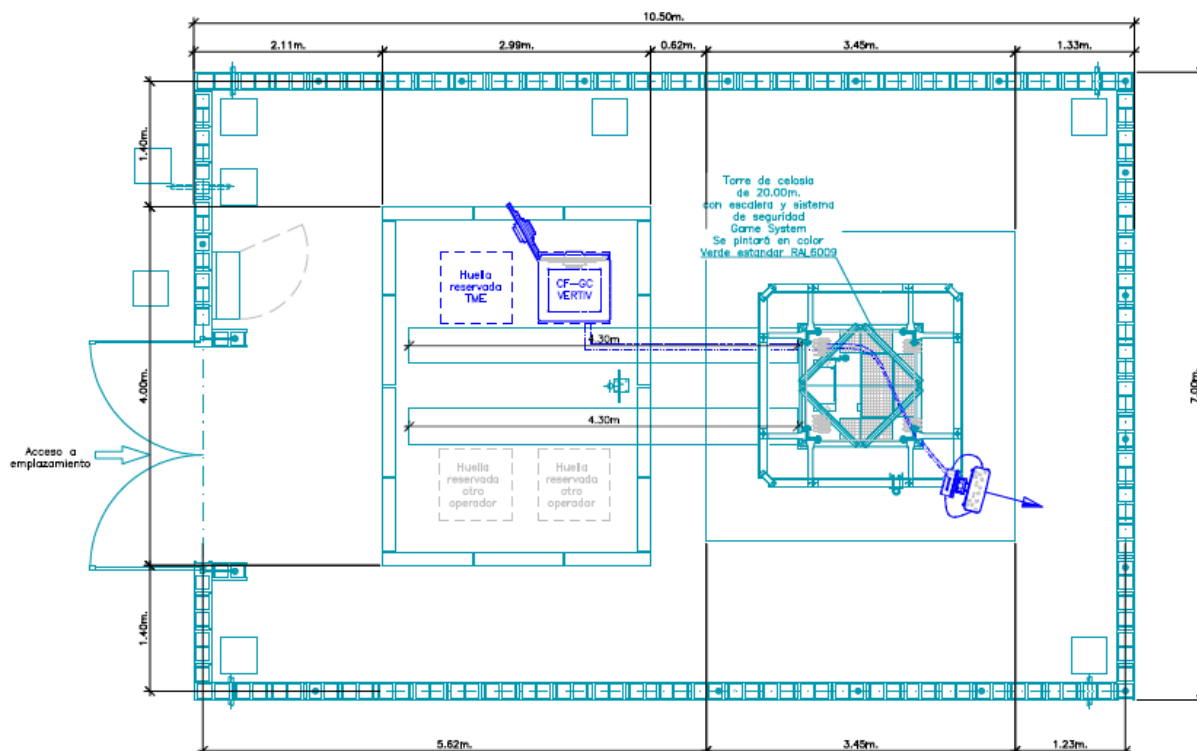 10.50m.
2.11m.
2.99m.
0.62m.
3.45m.
1.33m.
1.40m.
4.00m.
1.40m.
7.00m.
Torre de celosia
de 20.00m.
con escalera y sistema
de seguridad
Game System
Se pintará en color
Verde estandar RAL6009
Huella
reservada
TME
CF-GC
VERTIV
4.30m
4.30m
Acceso a
emplazamiento
Huella
reservada
otro
operador
Huella
reservada
otro
operador
5.62m.
3.45m.
1.23m.